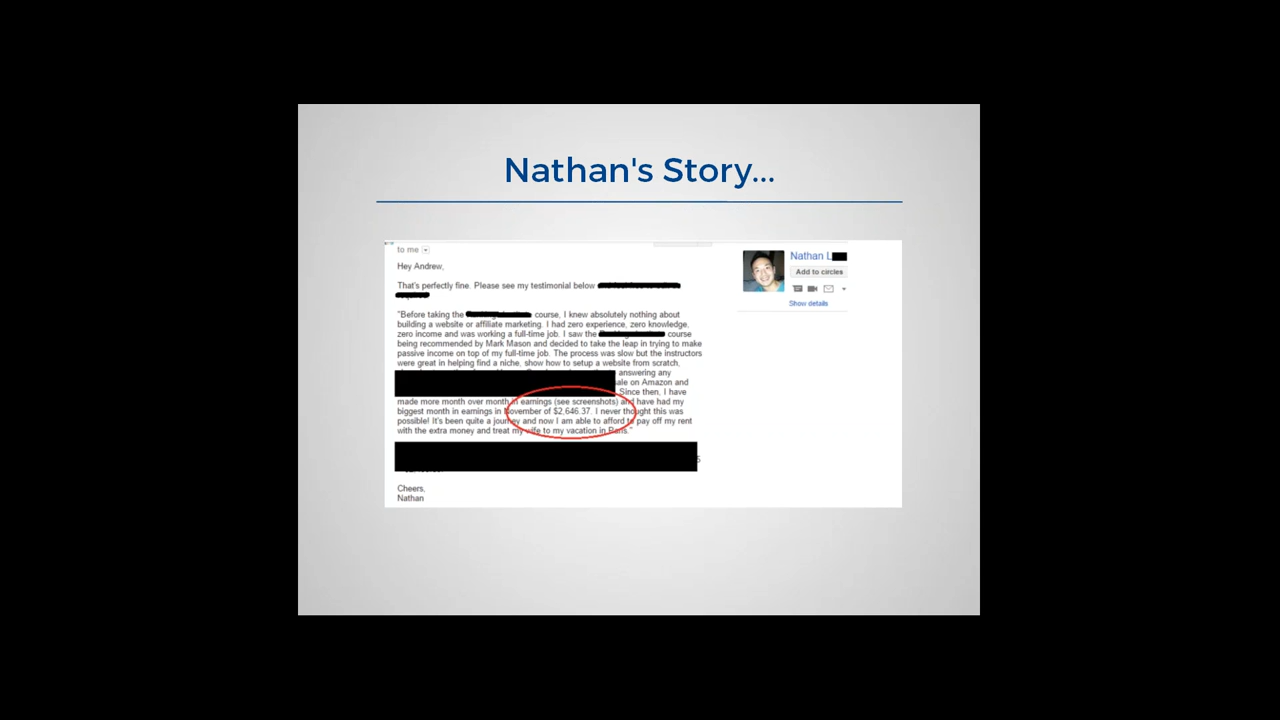 Nathan's Story...
to me
Hey Andrew,
That's perfectly fine. Please see my testimonial below
"Before taking the course, I knew absolutely nothing about
building a website or affiliate marketing. I had zero experience, zero knowledge,
zero income and was working a full-time job. I saw the course
being recommended by Mark Mason and decided to take the leap in trying to make
passive income on top of my full-time job. The process was slow but the instructors
were great in helping find a niche, show how to setup a website from scratch,
answering any
sale on Amazon and
Since then, I have
made more month over month in earnings (see screenshots) and have had my
biggest month in earnings in November of $2,646.37. I never thought this was
possible! It's been quite a journey and now I am able to afford to pay off my rent
with the extra money and treat my wife to my vacation in Paris."
Cheers,
Nathan
Nathan L
Add to circles
Show details